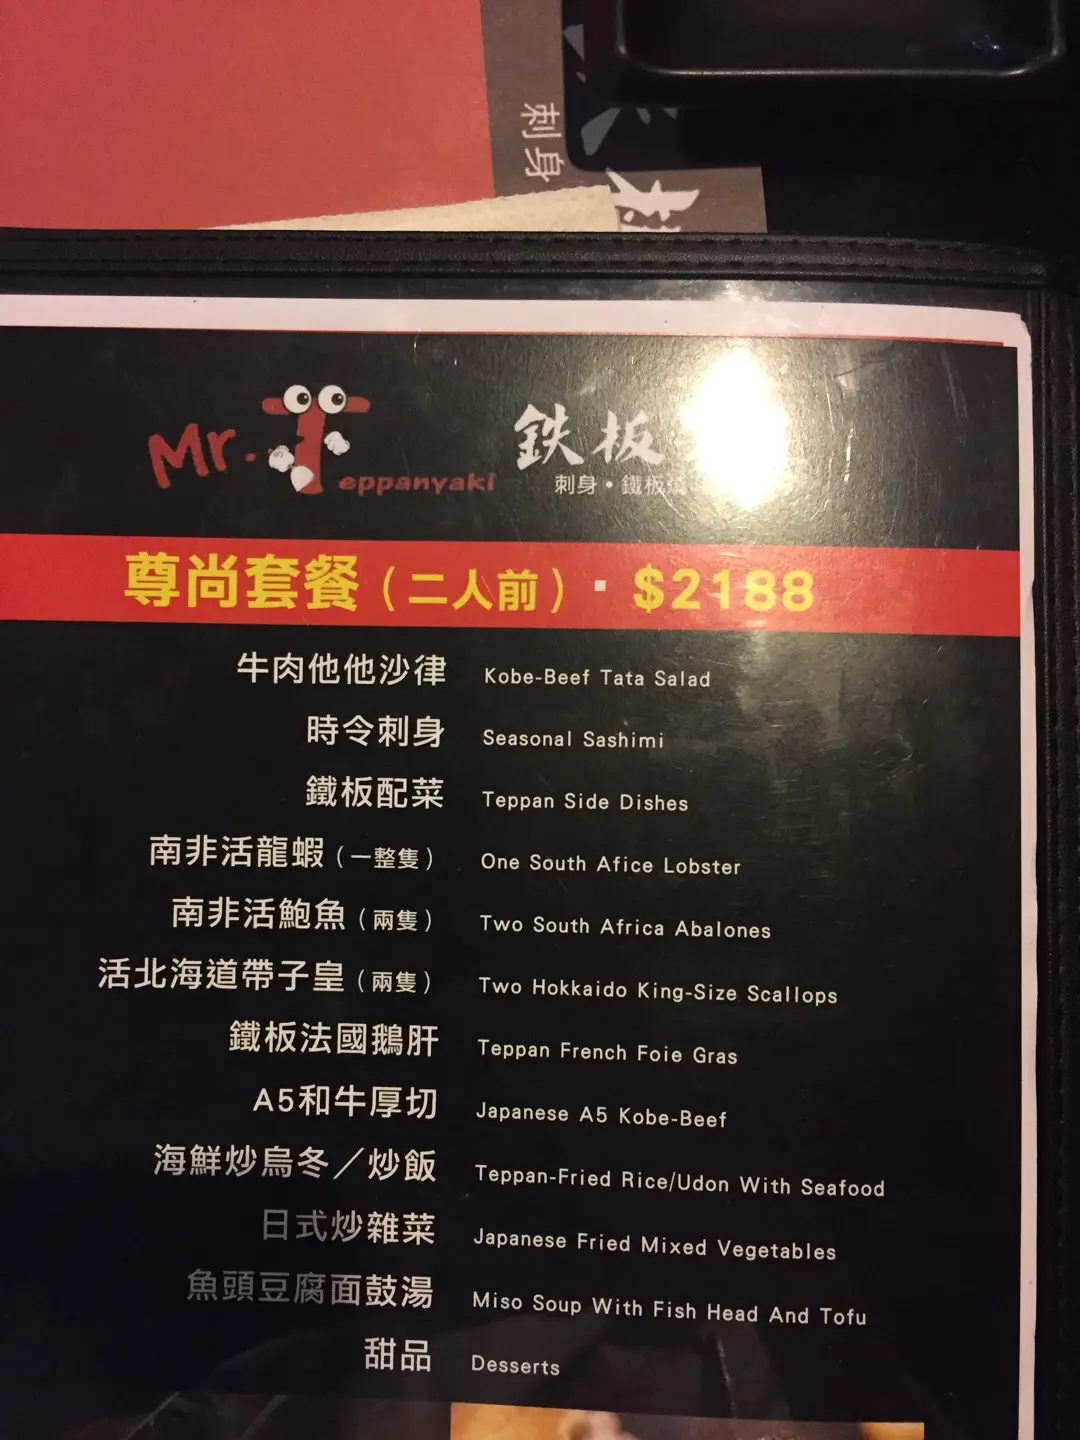 刺身
Mr. Teppanyaki 鉄板
刺身・鐵板燒
尊尚套餐（二人前）・$2188
牛肉他他沙律 Kobe-Beef Tata Salad
時令刺身 Seasonal Sashimi
鐵板配菜 Teppan Side Dishes
南非活龍蝦（一整隻） One South Afice Lobster
南非活鮑魚（兩隻） Two South Africa Abalones
活北海道帶子皇（兩隻） Two Hokkaido King-Size Scallops
鐵板法國鵝肝 Teppan French Foie Gras
A5和牛厚切 Japanese A5 Kobe-Beef
海鮮炒烏冬／炒飯 Teppan-Fried Rice/Udon With Seafood
日式炒雜菜 Japanese Fried Mixed Vegetables
魚頭豆腐面鼓湯 Miso Soup With Fish Head And Tofu
甜品 Desserts